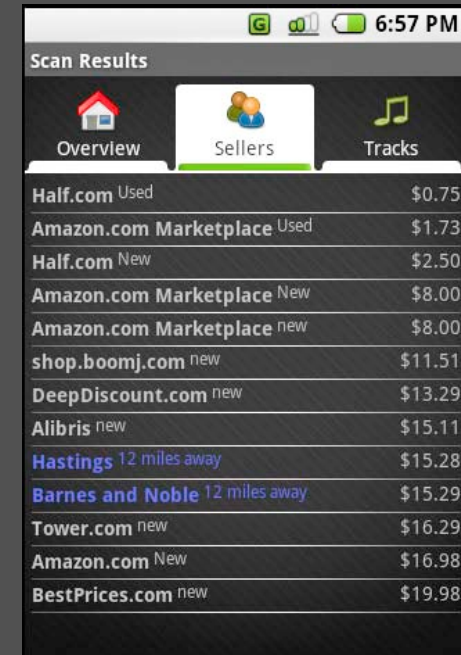 G 6:57 PM
Scan Results
Overview Sellers Tracks
Half.com Used $0.75
Amazon.com Marketplace Used $1.73
Half.com New $2.50
Amazon.com Marketplace New $8.00
Amazon.com Marketplace new $8.00
shop.boomj.com new $11.51
DeepDiscount.com new $13.29
Alibris new $15.11
Hastings 12 miles away $15.28
Barnes and Noble 12 miles away $15.29
Tower.com new $16.29
Amazon.com New $16.98
BestPrices.com new $19.98